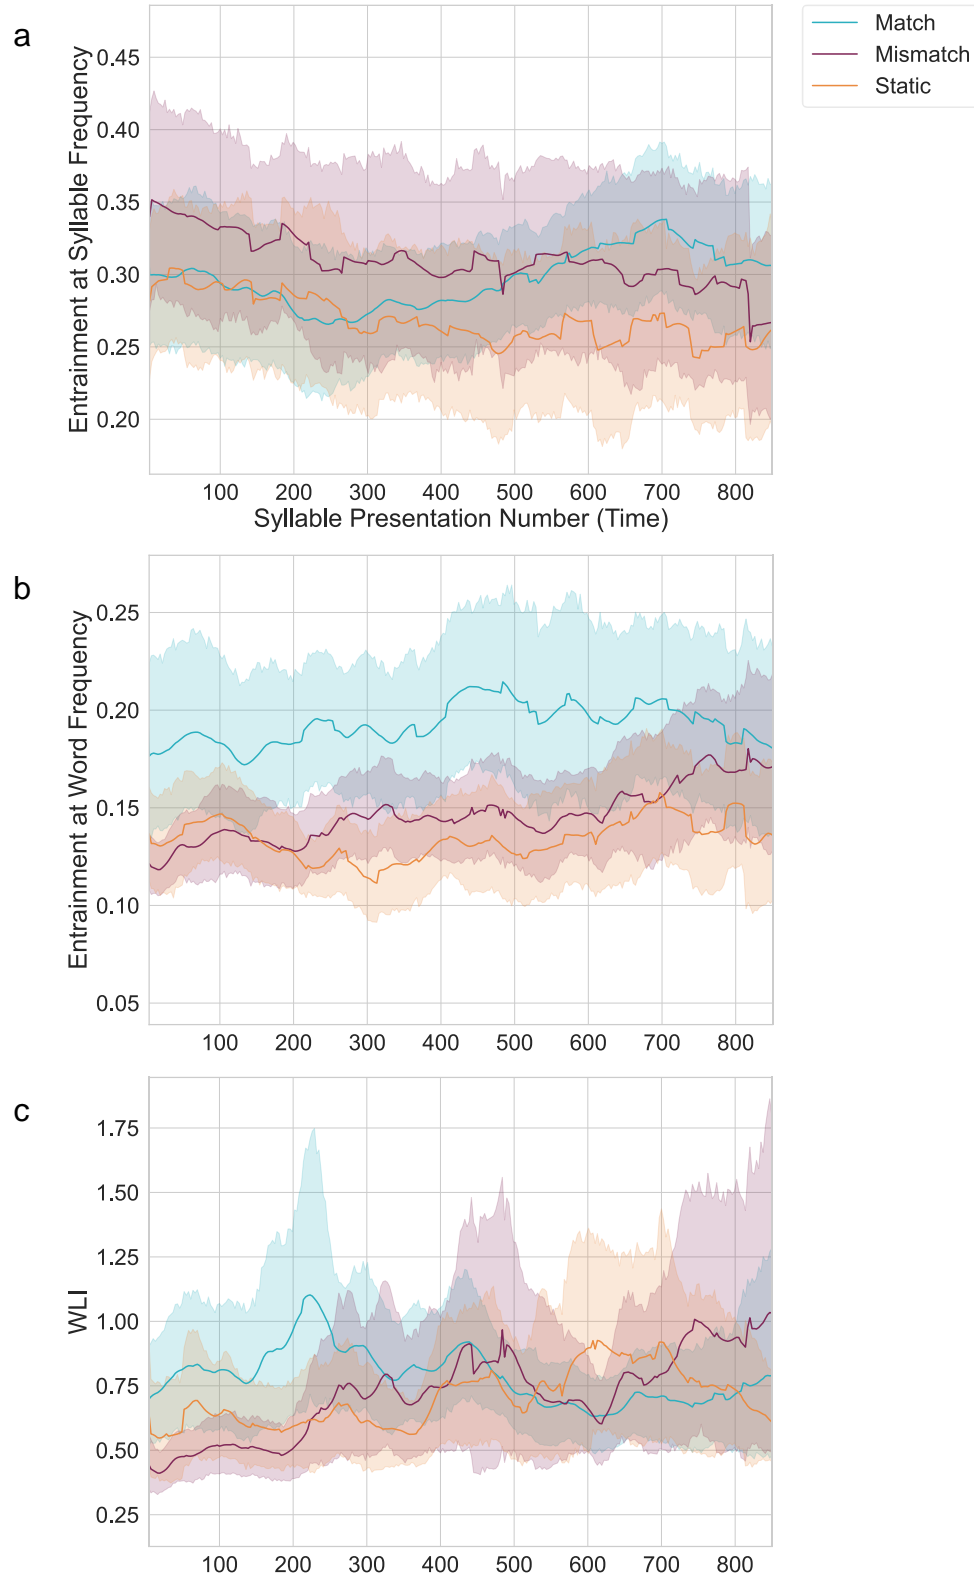 a
Match
Mismatch
Static
Entrainment at Syllable Frequency
0.45
0.40
0.35
0.30
0.25
0.20
100 200 300 400 500 600 700 800
Syllable Presentation Number (Time)
b
Entrainment at Word Frequency
0.25
0.20
0.15
0.10
0.05
100 200 300 400 500 600 700 800
c
WLI
1.75
1.50
1.25
1.00
0.75
0.50
0.25
100 200 300 400 500 600 700 800